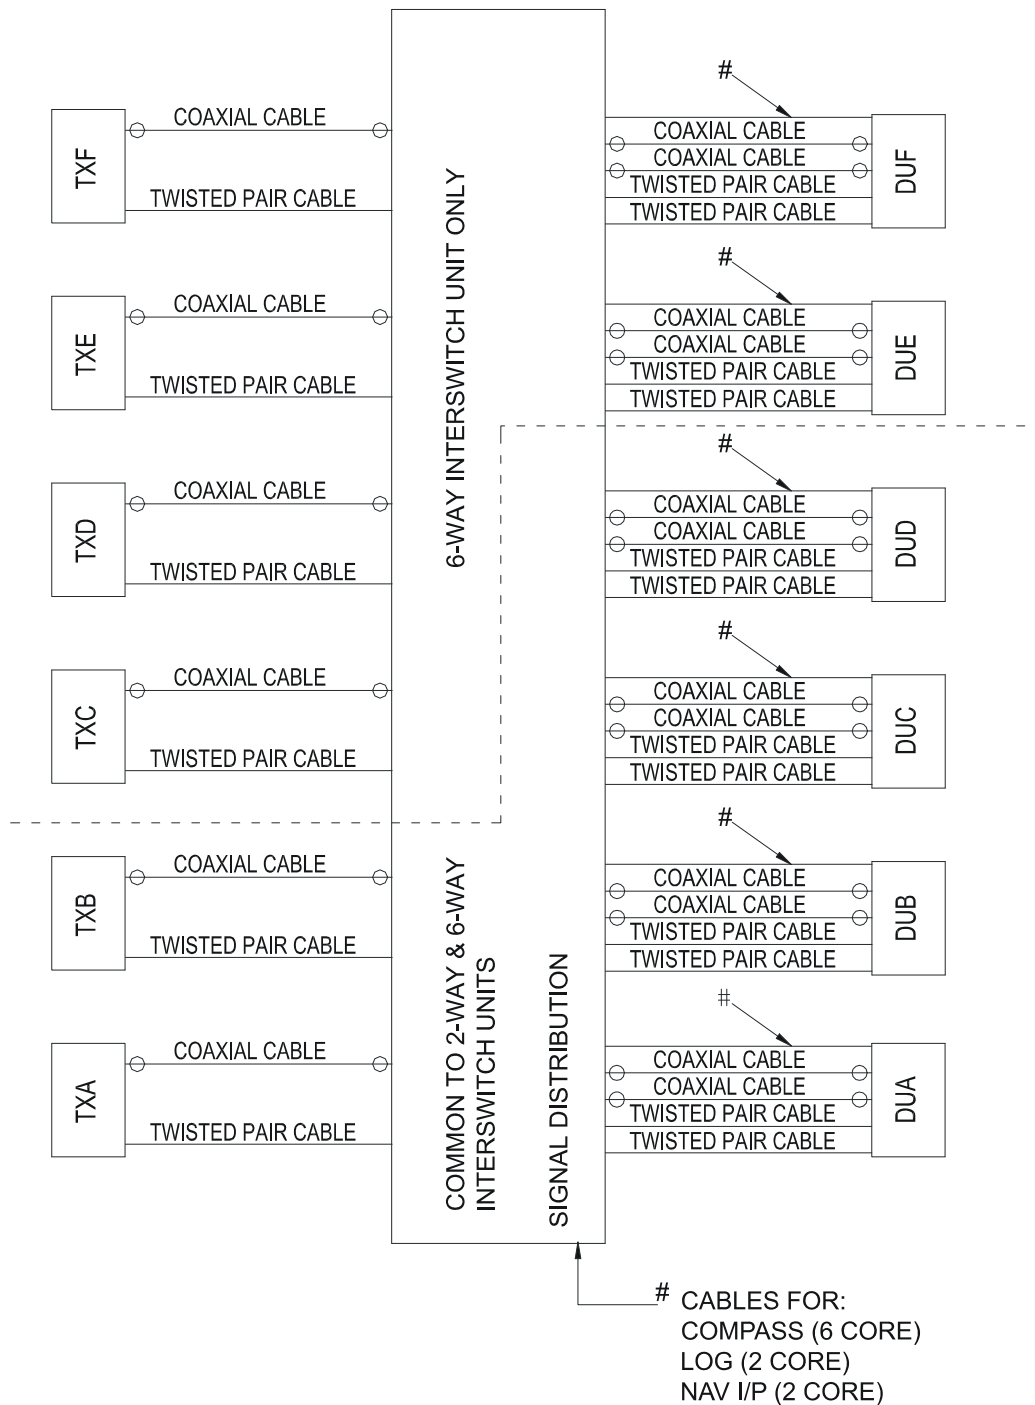 #
COAXIAL CABLE
TXF
TWISTED PAIR CABLE
COAXIAL CABLE
COAXIAL CABLE
TWISTED PAIR CABLE
TWISTED PAIR CABLE
DUF
#
COAXIAL CABLE
TXE
TWISTED PAIR CABLE
COAXIAL CABLE
COAXIAL CABLE
TWISTED PAIR CABLE
TWISTED PAIR CABLE
DUE
6-WAY INTERSWITCH UNIT ONLY
#
COAXIAL CABLE
TXD
TWISTED PAIR CABLE
COAXIAL CABLE
COAXIAL CABLE
TWISTED PAIR CABLE
TWISTED PAIR CABLE
DUD
#
COAXIAL CABLE
TXC
TWISTED PAIR CABLE
COAXIAL CABLE
COAXIAL CABLE
TWISTED PAIR CABLE
TWISTED PAIR CABLE
DUC
#
COAXIAL CABLE
TXB
TWISTED PAIR CABLE
COAXIAL CABLE
COAXIAL CABLE
TWISTED PAIR CABLE
TWISTED PAIR CABLE
DUB
COMMON TO 2-WAY & 6-WAY
INTERSWITCH UNITS
SIGNAL DISTRIBUTION
#
COAXIAL CABLE
TXA
TWISTED PAIR CABLE
COAXIAL CABLE
COAXIAL CABLE
TWISTED PAIR CABLE
TWISTED PAIR CABLE
DUA
# CABLES FOR:
COMPASS (6 CORE)
LOG (2 CORE)
NAV I/P (2 CORE)